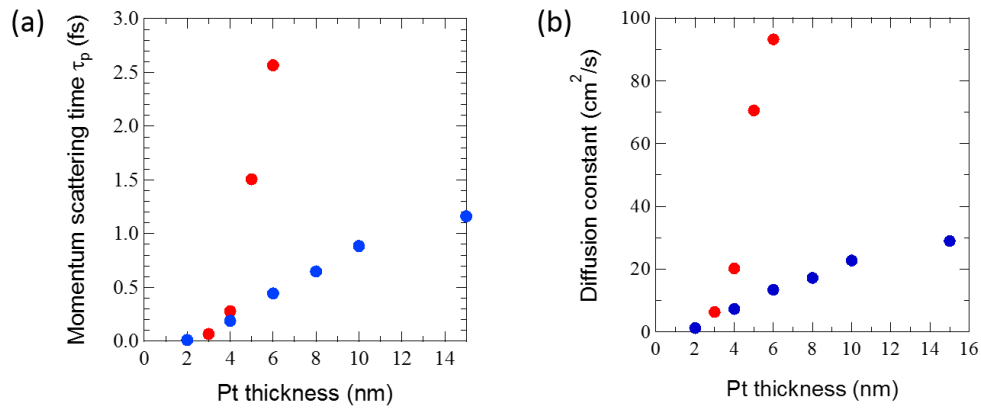 (a)
Momentum scattering time τp (fs)
3.0
2.5
2.0
1.5
1.0
0.5
0.0
0 2 4 6 8 10 12 14
Pt thickness (nm)
(b)
Diffusion constant (cm²/s)
100
80
60
40
20
0
0 2 4 6 8 10 12 14 16
Pt thickness (nm)